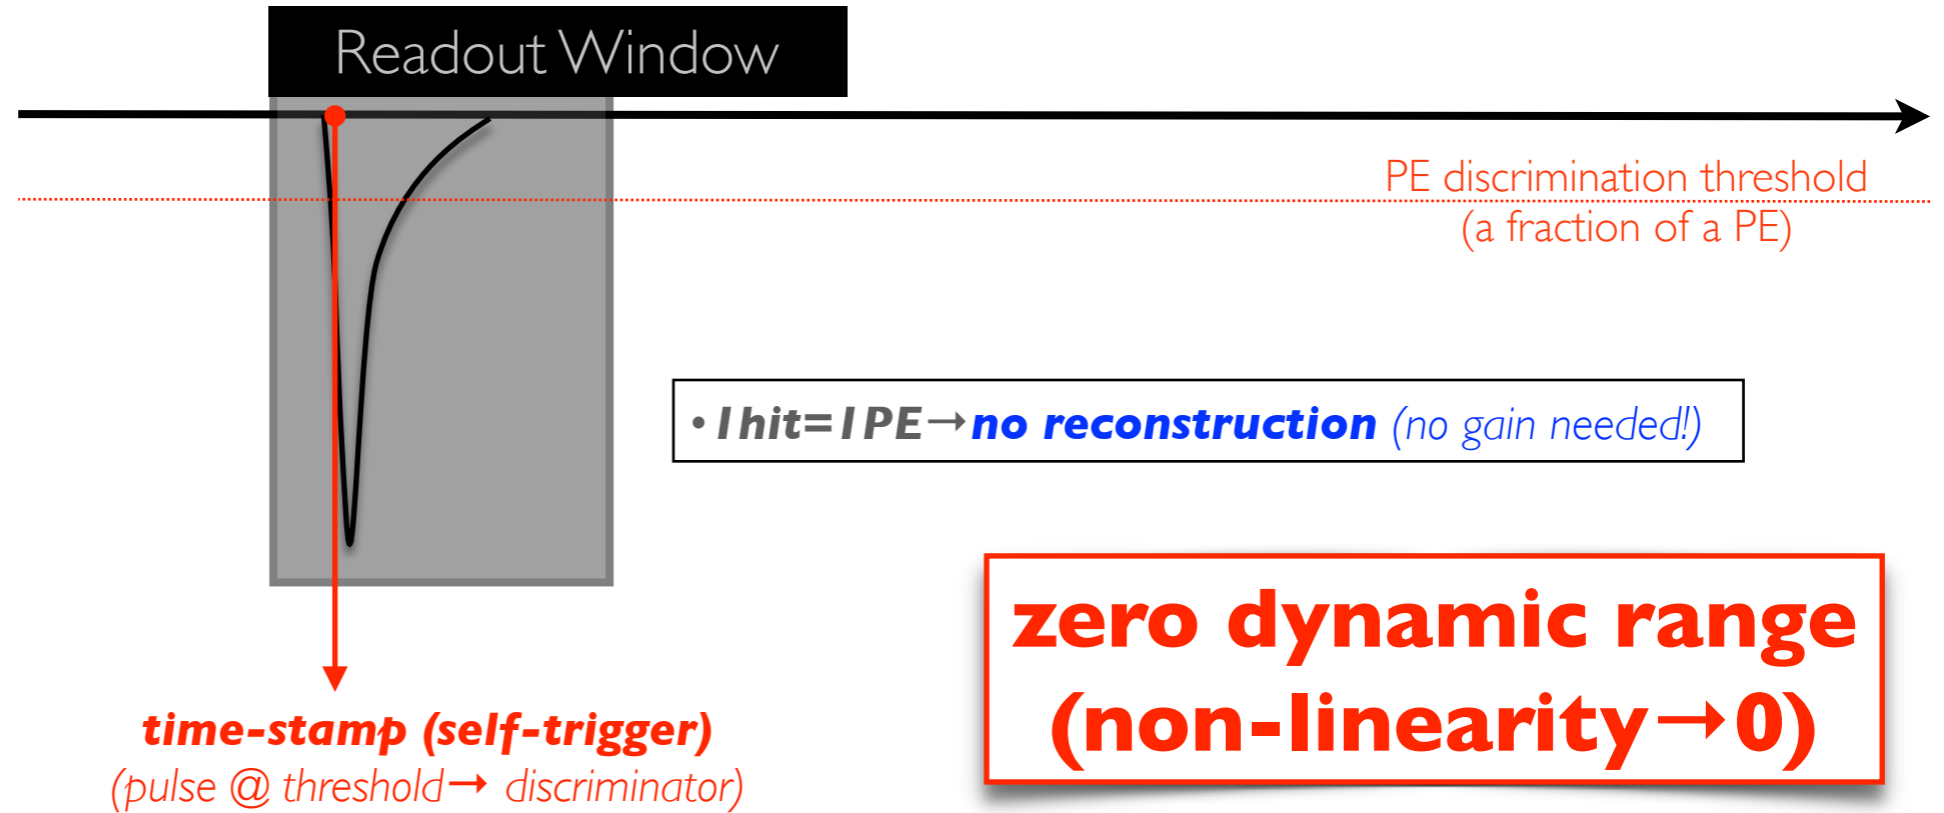 Readout Window
PE discrimination threshold
(a fraction of a PE)
• 1hit=1PE→no reconstruction (no gain needed!)
zero dynamic range
(non-linearity→0)
time-stamp (self-trigger)
(pulse @ threshold→ discriminator)